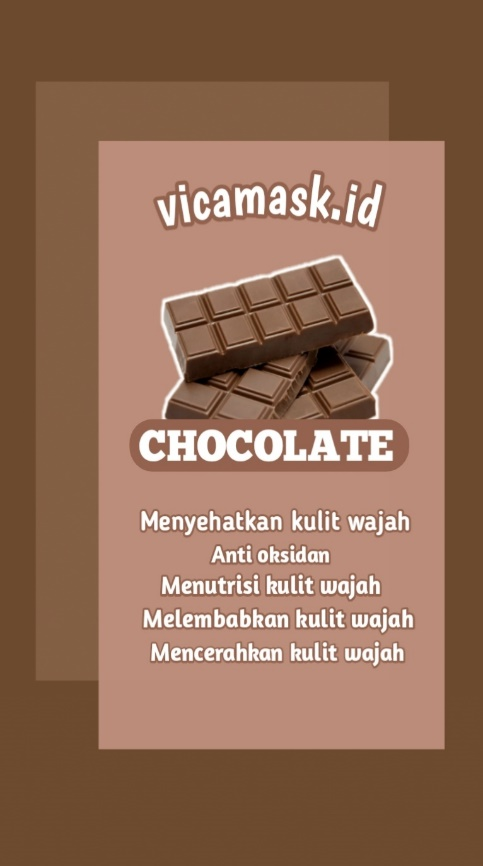 vicamask.id
CHOCOLATE
Menyehatkan kulit wajah
Anti oksidan
Menutrisi kulit wajah
Melembabkan kulit wajah
Mencerahkan kulit wajah